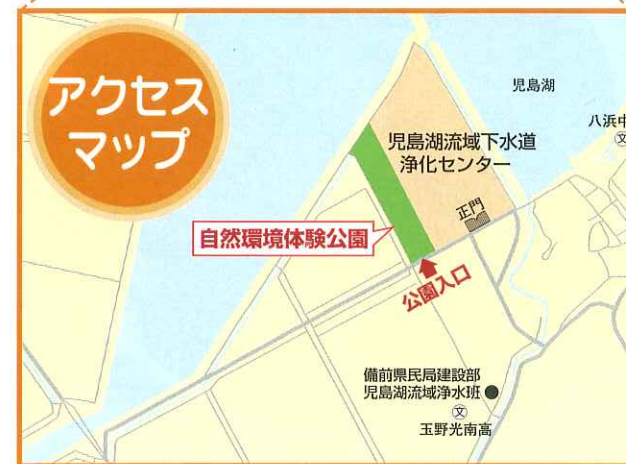 アクセス
マップ
児島湖
八浜中
文
児島湖流域下水道
浄化センター
正門
自然環境体験公園
公園入口
備前県民局建設部
児島湖流域浄水班
文
玉野光南高